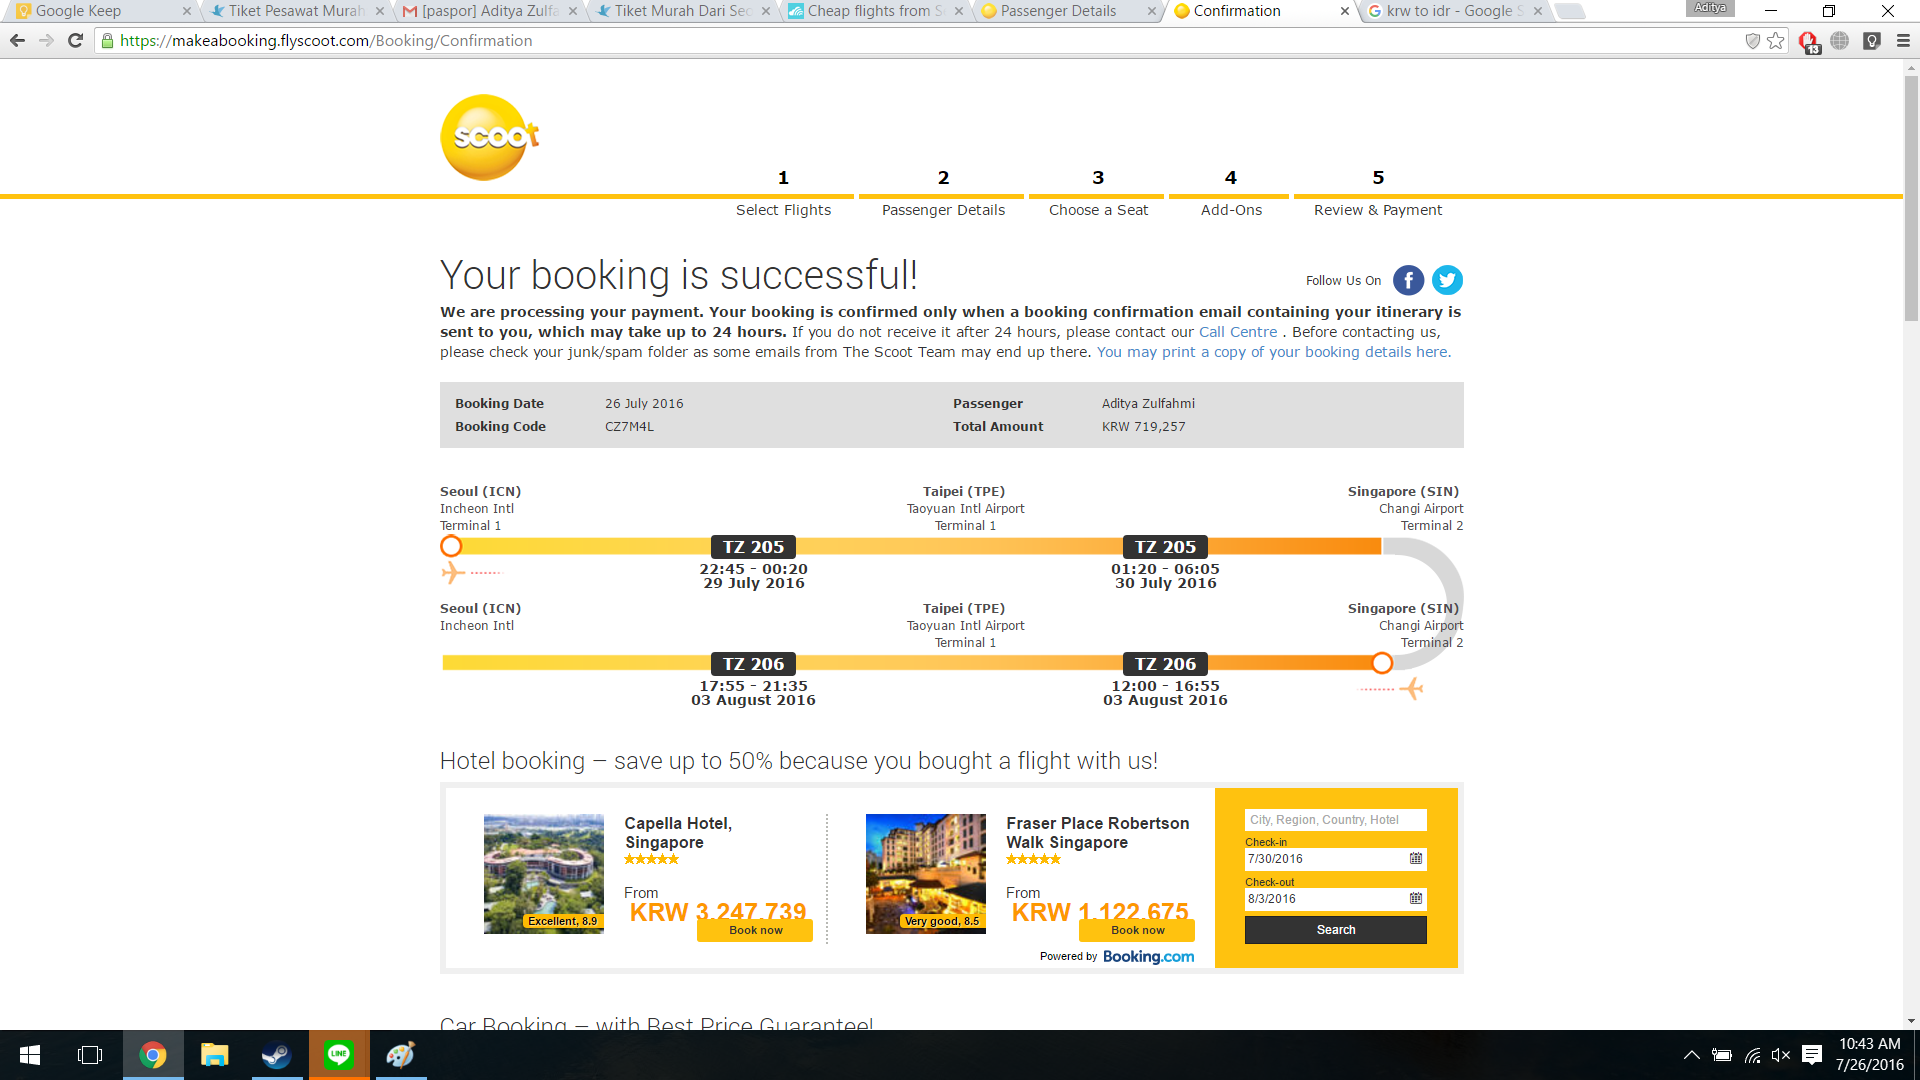 Google Keep
Tiket Pesawat Murah
[paspor] Aditya Zulfa
Tiket Murah Dari Seo
Cheap flights from S
Passenger Details
Confirmation
krw to idr - Google S
Aditya
https://makeabooking.flyscoot.com/Booking/Confirmation
13
scoot
1 2 3 4 5
Select Flights Passenger Details Choose a Seat Add-Ons Review & Payment
Your booking is successful!
Follow Us On
We are processing your payment. Your booking is confirmed only when a booking confirmation email containing your itinerary is
sent to you, which may take up to 24 hours. If you do not receive it after 24 hours, please contact our Call Centre . Before contacting us,
please check your junk/spam folder as some emails from The Scoot Team may end up there. You may print a copy of your booking details here.
Booking Date 26 July 2016 Passenger Aditya Zulfahmi
Booking Code CZ7M4L Total Amount KRW 719,257
Seoul (ICN) Taipei (TPE) Singapore (SIN)
Incheon Intl Taoyuan Intl Airport Changi Airport
Terminal 1 Terminal 1 Terminal 2
TZ 205 TZ 205
22:45 - 00:20 01:20 - 06:05
29 July 2016 30 July 2016
Seoul (ICN) Taipei (TPE) Singapore (SIN)
Incheon Intl Taoyuan Intl Airport Changi Airport
Terminal 1 Terminal 2
TZ 206 TZ 206
17:55 - 21:35 12:00 - 16:55
03 August 2016 03 August 2016
Hotel booking – save up to 50% because you bought a flight with us!
Capella Hotel,
Singapore
From
KRW 3,247,739
Excellent, 8.9
Book now
Fraser Place Robertson
Walk Singapore
From
KRW 1,122,675
Very good, 8.5
Book now
Powered by Booking.com
City, Region, Country, Hotel
Check-in
7/30/2016
Check-out
8/3/2016
Search
Car Booking – with Best Price Guarantee!
LINE
10:43 AM
7/26/2016